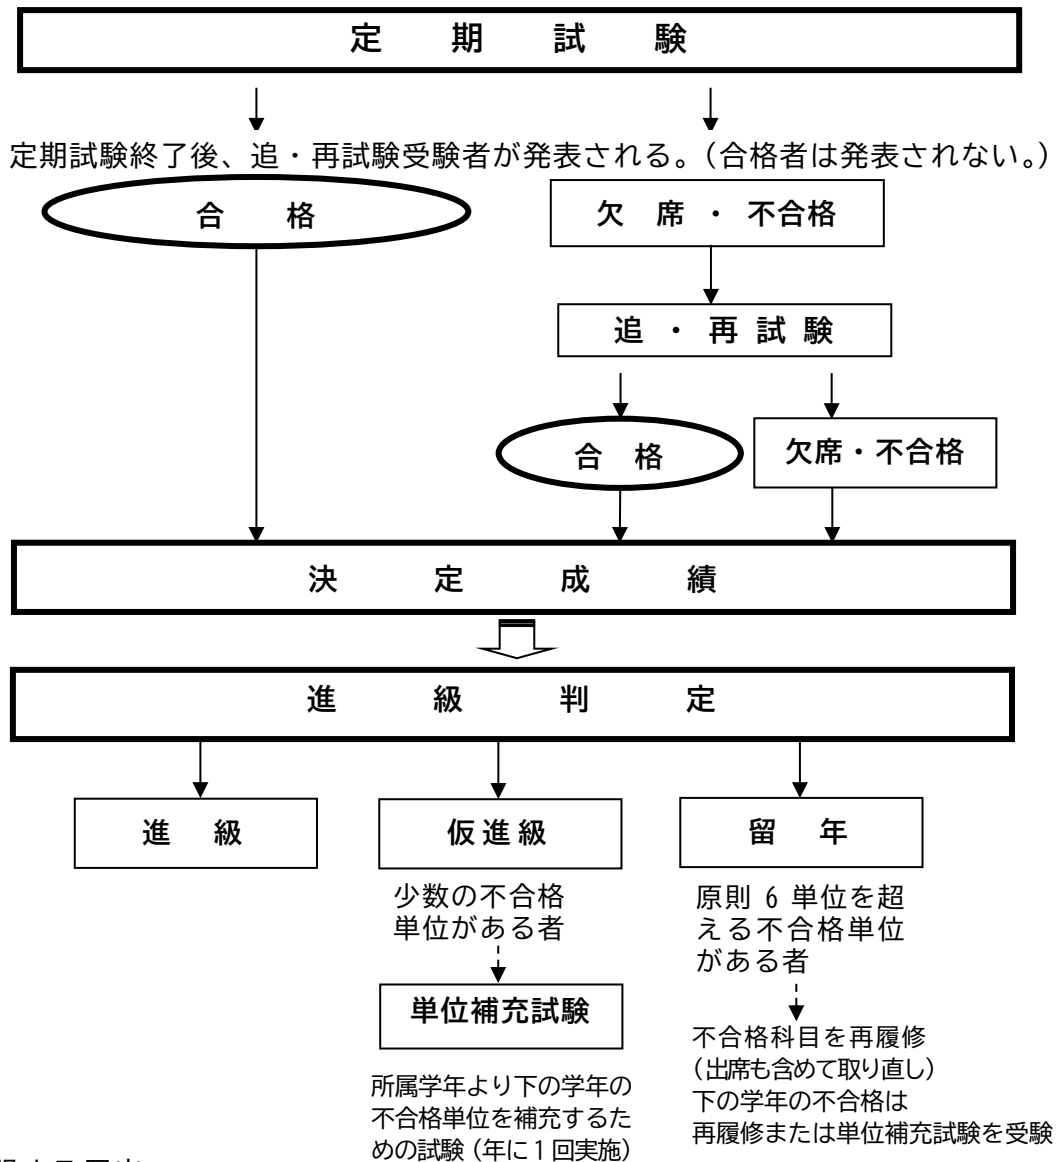 定期試験
定期試験終了後、追・再試験受験者が発表される。（合格者は発表されない。）
合格
欠席・不合格
追・再試験
合格
欠席・不合格
決定成績
進級判定
進級
仮進級
留年
少数の不合格
単位がある者
原則 6 単位を超
える不合格単位
がある者
単位補充試験
不合格科目を再履修
（出席も含めて取り直し）
下の学年の不合格は
再履修または単位補充試験を受験
所属学年より下の学年の
不合格単位を補充するた
めの試験（年に1回実施）